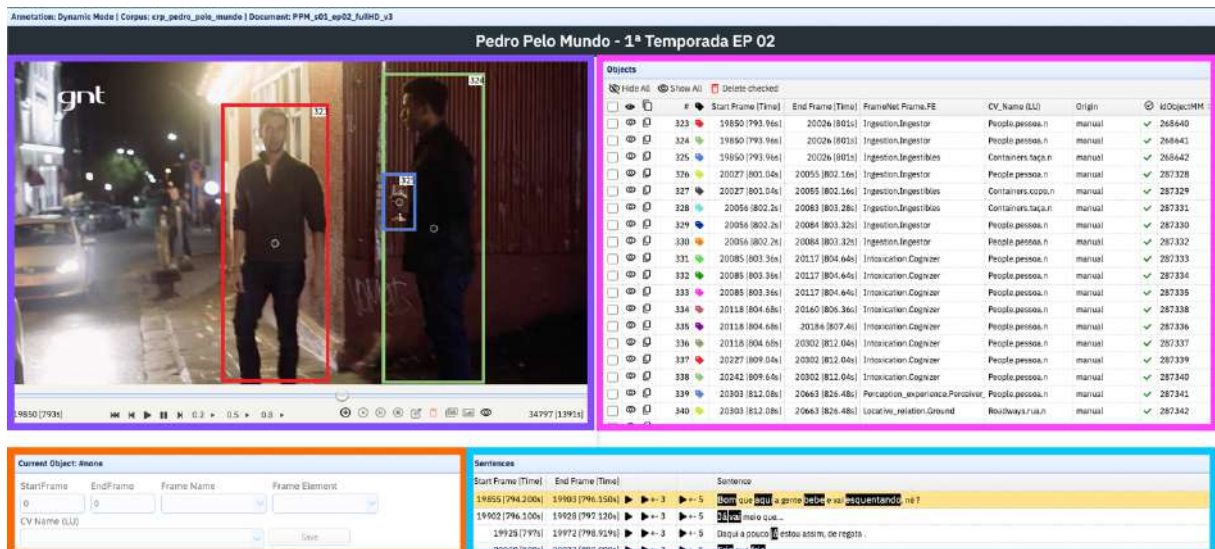 Annotation: Dynamic Mode | Corpus: crp_pedro_pelo_mundo | Document: PPM_s01_ep02_fullHD_v3
Pedro Pelo Mundo - 1ª Temporada EP 02
gnt
323
324
325
19850 [793s] 0.2 0.5 0.8 34797 [1391s]
Objects
Hide All Show All Delete checked
# Start Frame [Time] End Frame [Time] FrameNet Frame.FE CV_Name (LU) Origin idObjectMM
323 19850 [793.96s] 20026 [801s] Ingestion.Ingestor People.pessoa.n manual 268640
324 19850 [793.96s] 20026 [801s] Ingestion.Ingestor People.pessoa.n manual 268641
325 19850 [793.96s] 20026 [801s] Ingestion.Ingestibles Containers.taça.n manual 268642
326 20027 [801.04s] 20055 [802.16s] Ingestion.Ingestor People.pessoa.n manual 287328
327 20027 [801.04s] 20055 [802.16s] Ingestion.Ingestibles Containers.copo.n manual 287329
328 20056 [802.2s] 20083 [803.28s] Ingestion.Ingestibles Containers.taça.n manual 287331
329 20056 [802.2s] 20084 [803.32s] Ingestion.Ingestor People.pessoa.n manual 287330
330 20056 [802.2s] 20084 [803.32s] Ingestion.Ingestor People.pessoa.n manual 287332
331 20085 [803.36s] 20117 [804.64s] Intoxication.Cognizer People.pessoa.n manual 287333
332 20085 [803.36s] 20117 [804.64s] Intoxication.Cognizer People.pessoa.n manual 287334
333 20085 [803.36s] 20117 [804.64s] Intoxication.Cognizer People.pessoa.n manual 287335
334 20118 [804.68s] 20160 [806.36s] Intoxication.Cognizer People.pessoa.n manual 287338
335 20118 [804.68s] 20186 [807.4s] Intoxication.Cognizer People.pessoa.n manual 287336
336 20118 [804.68s] 20302 [812.04s] Intoxication.Cognizer People.pessoa.n manual 287337
337 20227 [809.04s] 20302 [812.04s] Intoxication.Cognizer People.pessoa.n manual 287339
338 20242 [809.64s] 20302 [812.04s] Intoxication.Cognizer People.pessoa.n manual 287340
339 20303 [812.08s] 20663 [826.48s] Perception_experience.Perceiver_ People.pessoa.n manual 287341
340 20303 [812.08s] 20663 [826.48s] Locative_relation.Ground Roadways.rua.n manual 287342
Current Object: #none
StartFrame EndFrame Frame Name Frame Element
0 0
CV Name (LU)
Save
Sentences
Start Frame [Time] End Frame [Time] Sentence
19855 [794.200s] 19903 [796.150s] +- 3 +- 5 Bom que aqui a gente bebe e vai esquentando, né ?
19902 [796.100s] 19928 [797.120s] +- 3 +- 5 Já vai meio que...
19925 [797s] 19972 [798.919s] +- 3 +- 5 Daqui a pouco já estou assim, de regata .